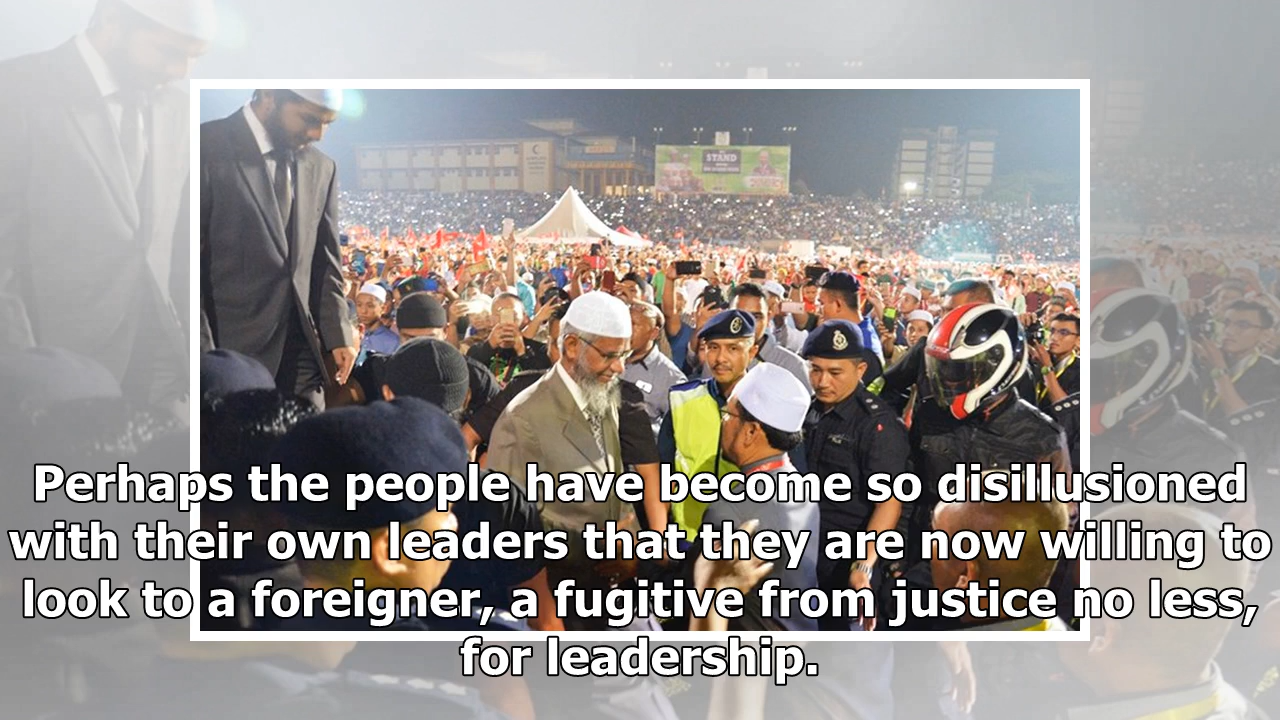 STAND
Perhaps the people have become so disillusioned
with their own leaders that they are now willing to
look to a foreigner, a fugitive from justice no less,
for leadership.